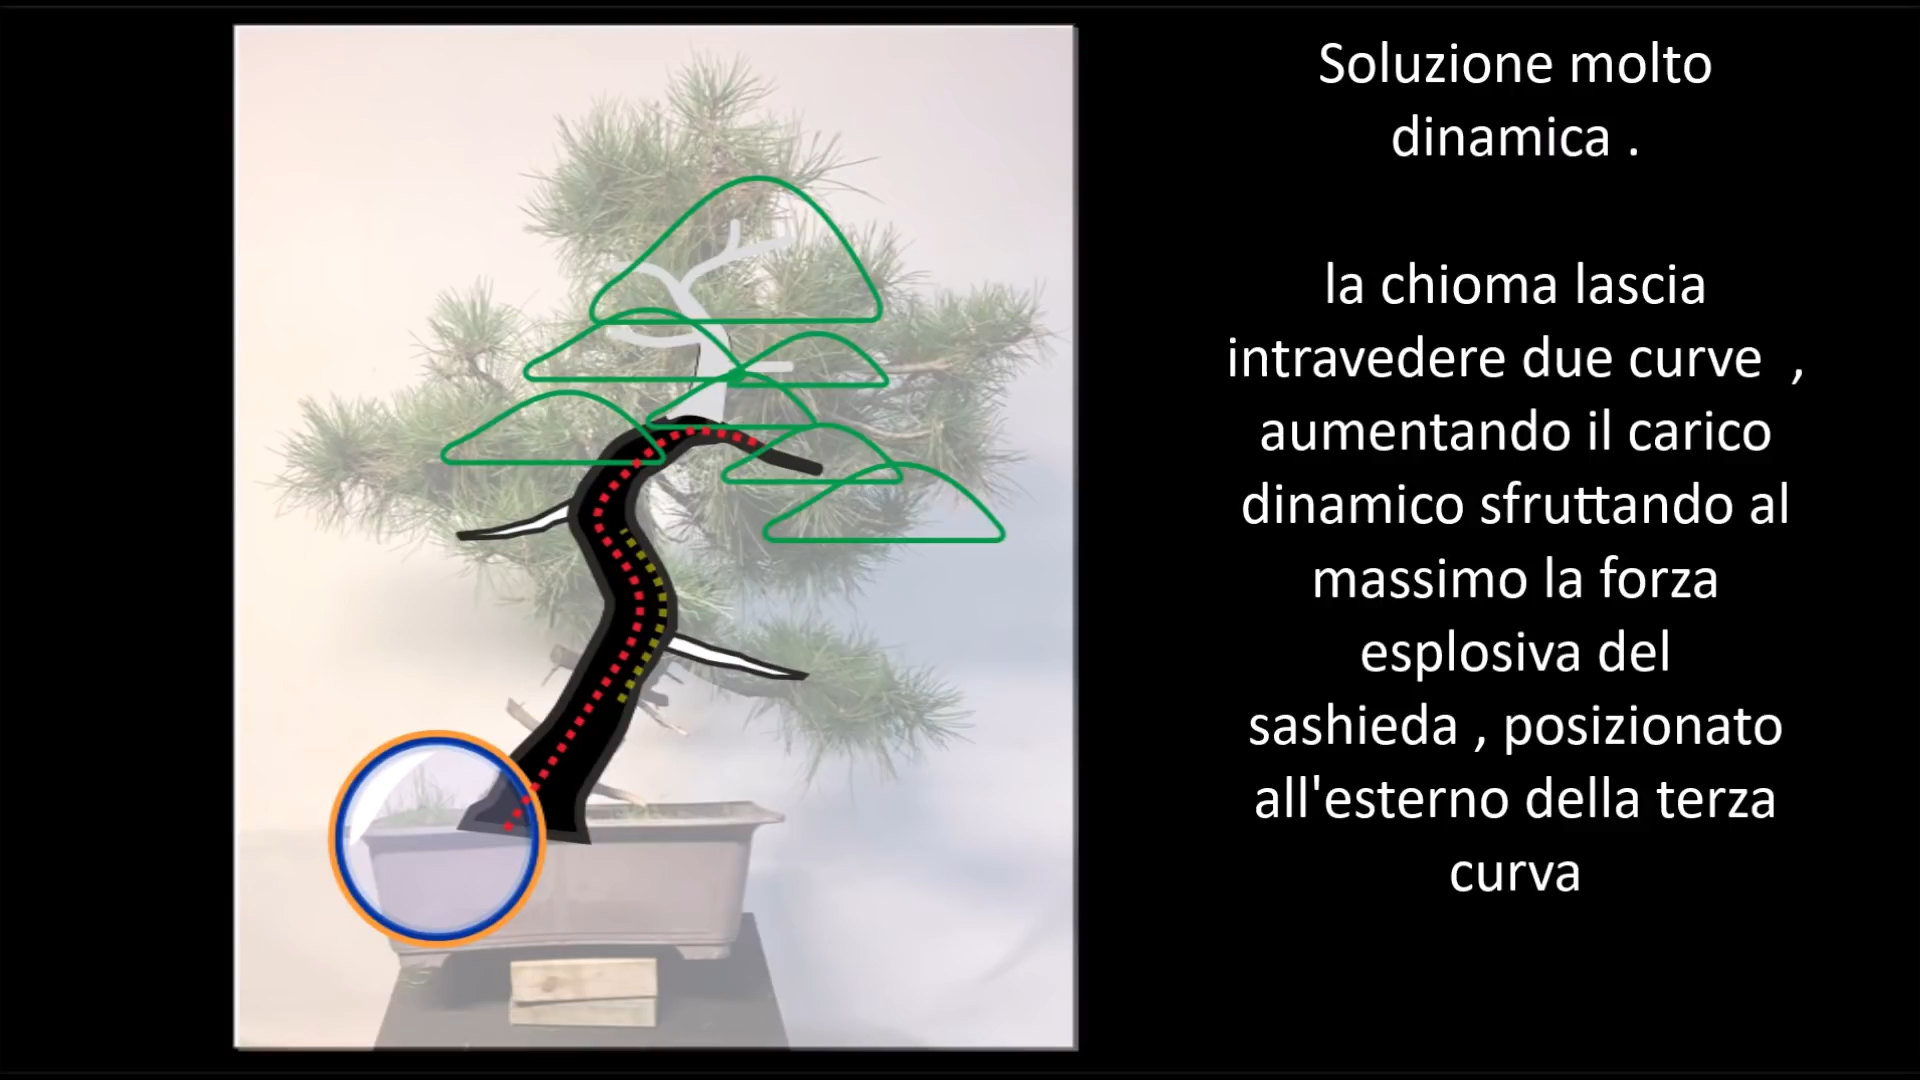 Soluzione molto
dinamica .
la chioma lascia
intravedere due curve ,
aumentando il carico
dinamico sfruttando al
massimo la forza
esplosiva del
sashieda , posizionato
all'esterno della terza
curva